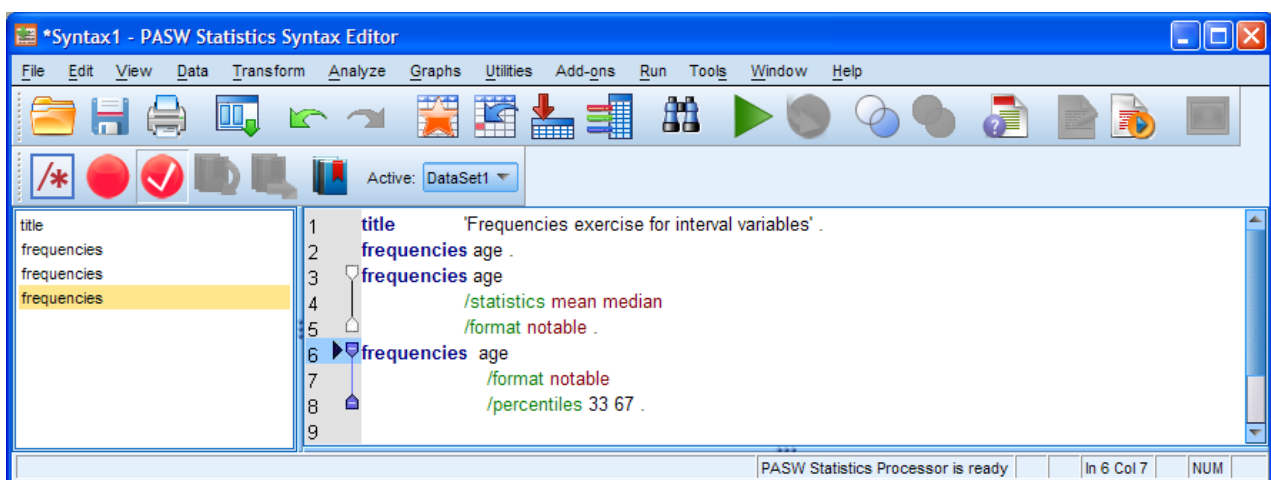 *Syntax1 - PASW Statistics Syntax Editor
File Edit View Data Transform Analyze Graphs Utilities Add-ons Run Tools Window Help
/* Active: DataSet1
title
frequencies
frequencies
frequencies
1 title 'Frequencies exercise for interval variables' .
2 frequencies age .
3 frequencies age
4 /statistics mean median
5 /format notable .
6 frequencies age
7 /format notable
8 /percentiles 33 67 .
9
PASW Statistics Processor is ready In 6 Col 7 NUM